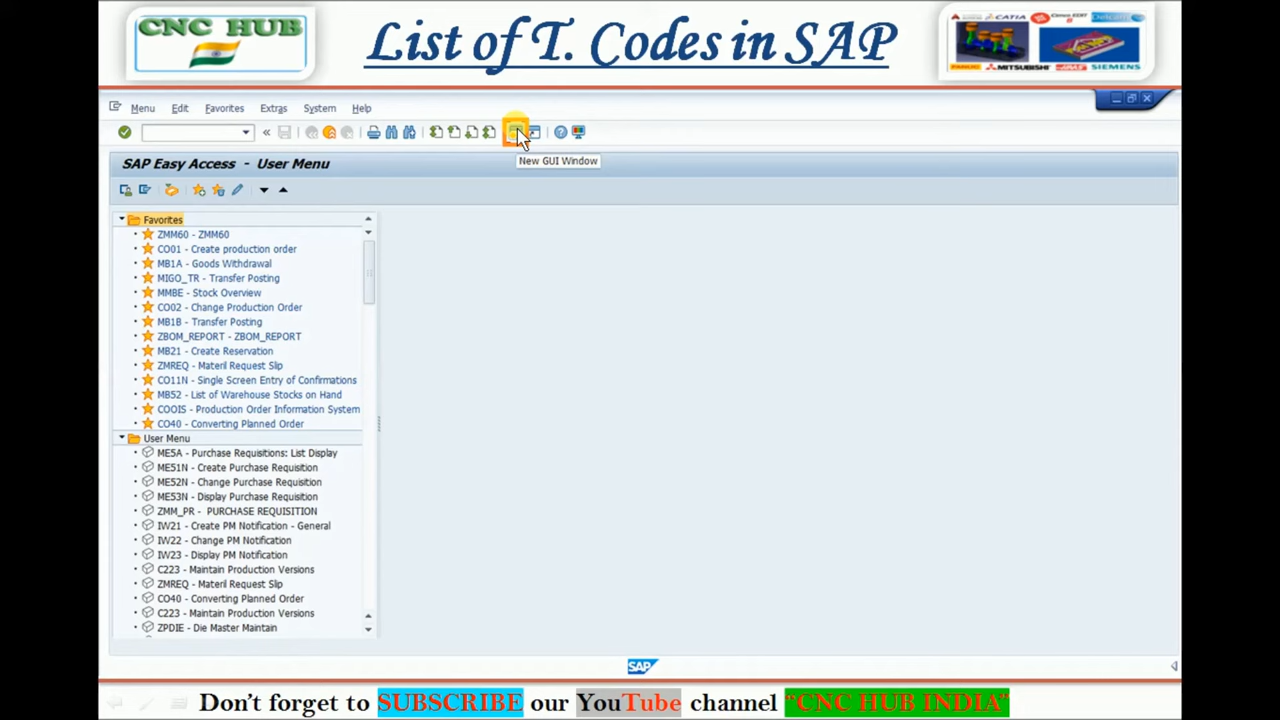 CNC HUB
List of T. Codes in SAP
CATIA
MITSUBISHI
SIEMENS
Menu Edit Favorites Extras System Help
New GUI Window
SAP Easy Access - User Menu
Favorites
ZMM60 - ZMM60
CO01 - Create production order
MB1A - Goods Withdrawal
MIGO_TR - Transfer Posting
MMBE - Stock Overview
CO02 - Change Production Order
MB1B - Transfer Posting
ZBOM_REPORT - ZBOM_REPORT
MB21 - Create Reservation
ZMREQ - Materil Request Slip
CO11N - Single Screen Entry of Confirmations
MB52 - List of Warehouse Stocks on Hand
COOIS - Production Order Information System
CO40 - Converting Planned Order
User Menu
ME5A - Purchase Requisitions: List Display
ME51N - Create Purchase Requisition
ME52N - Change Purchase Requisition
ME53N - Display Purchase Requisition
ZMM_PR - PURCHASE REQUISITION
IW21 - Create PM Notification - General
IW22 - Change PM Notification
IW23 - Display PM Notification
C223 - Maintain Production Versions
ZMREQ - Materil Request Slip
CO40 - Converting Planned Order
C223 - Maintain Production Versions
ZPDIE - Die Master Maintain
SAP
Don't forget to SUBSCRIBE our YouTube channel "CNC HUB INDIA"